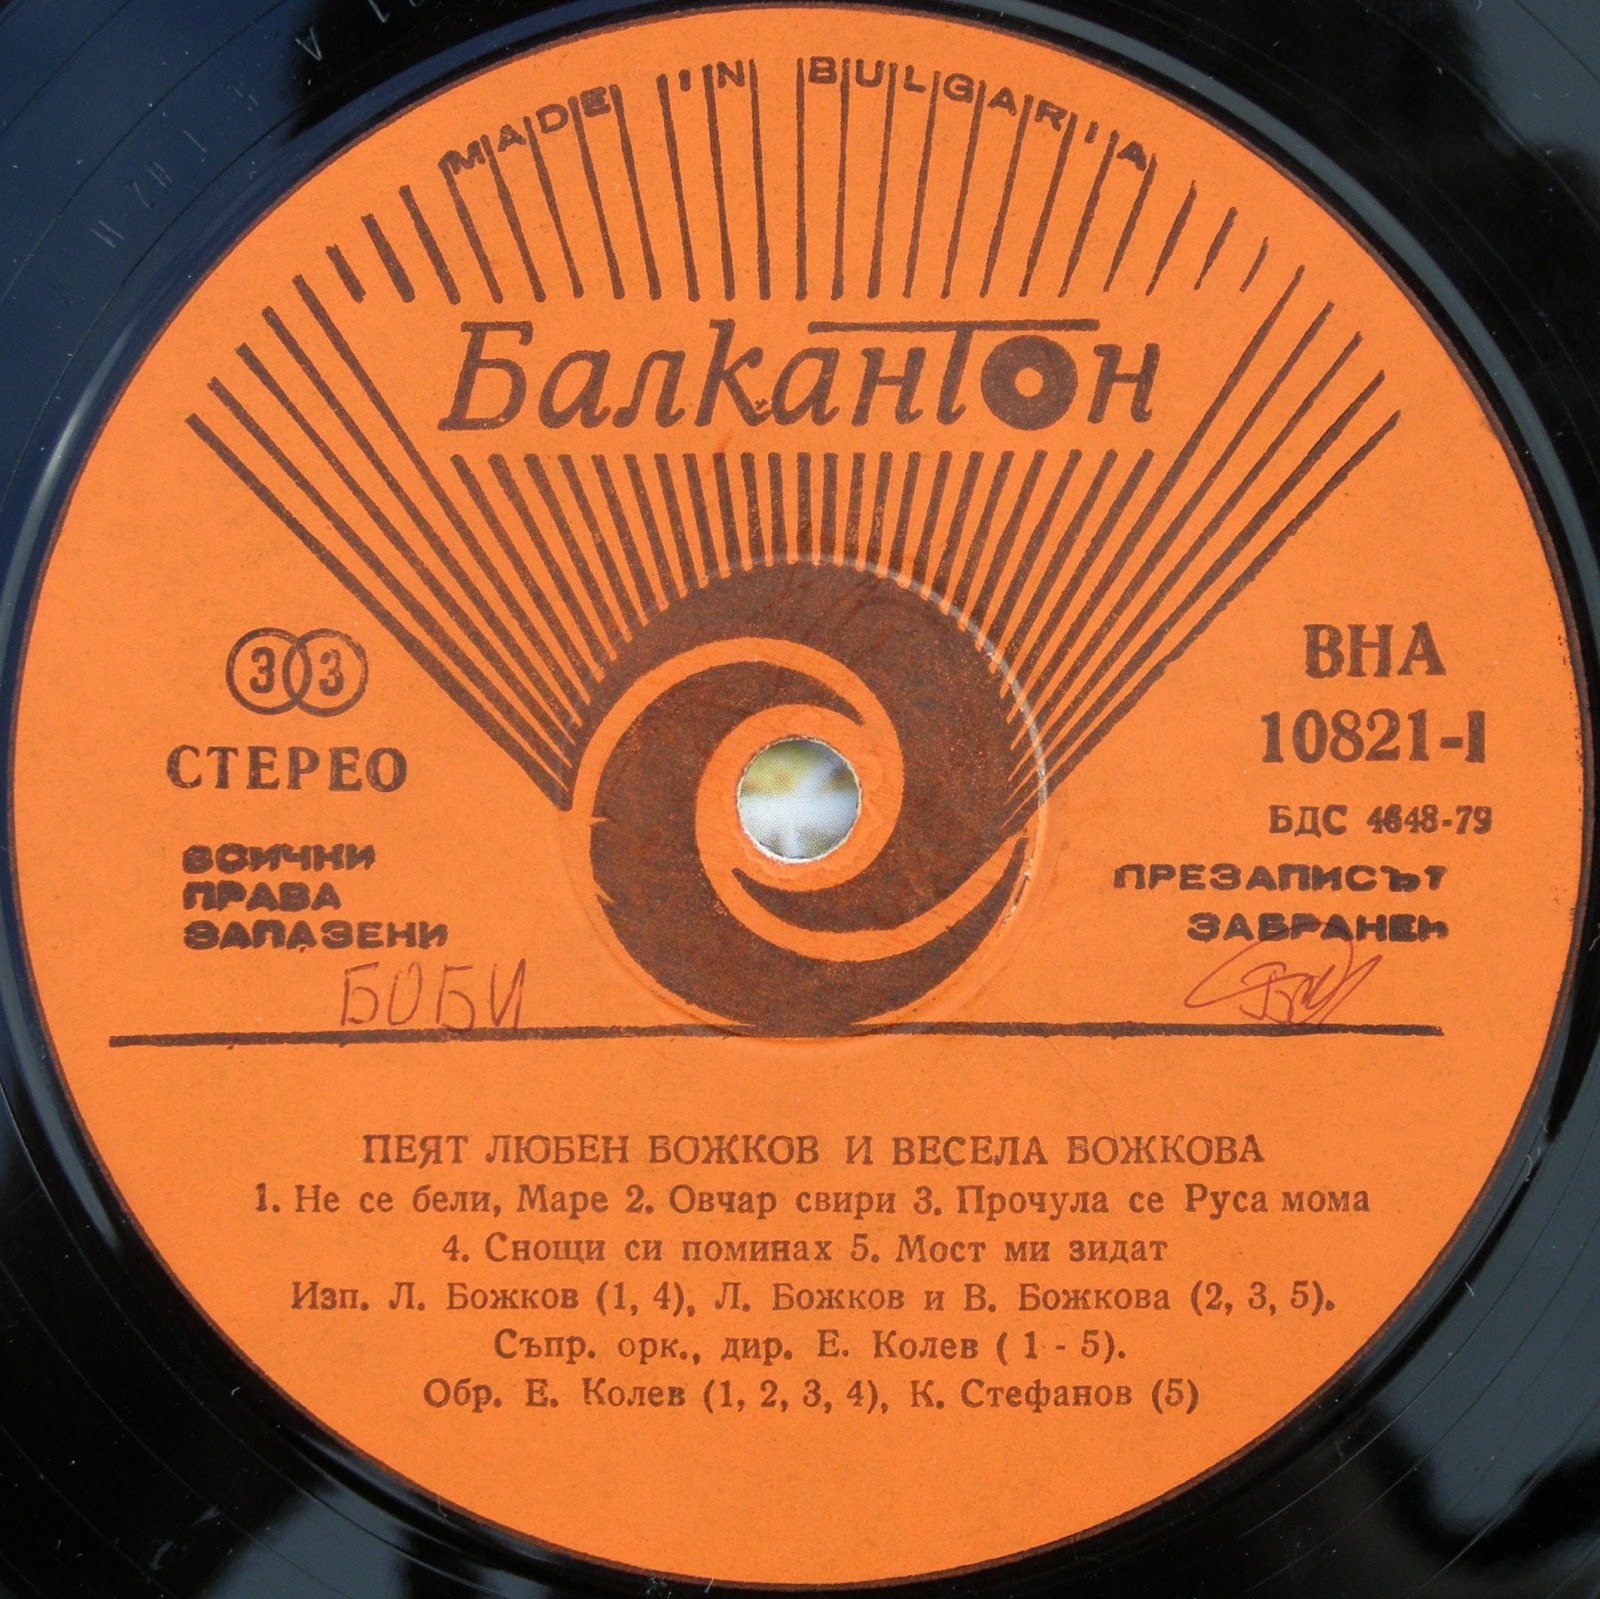 MADE IN BULGARIA
Балкантон
33
СТЕРЕО
ВСИЧКИ
ПРАВА
ЗАПАЗЕНИ
БОБИ
ВНА
10821-I
БДС 4648-79
ПРЕЗАПИСЪТ
ЗАБРАНЕН
ПЕЯТ ЛЮБЕН БОЖКОВ И ВЕСЕЛА БОЖКОВА
1. Не се бели, Маре 2. Овчар свири 3. Прочула се Руса мома
4. Снощи си поминах 5. Мост ми зидат
Изп. Л. Божков (1, 4), Л. Божков и В. Божкова (2, 3, 5).
Съпр. орк., дир. Е. Колев ( 1 - 5).
Обр. Е. Колев (1, 2, 3, 4), К. Стефанов (5)